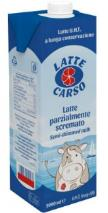 Latte U.H.T.
a lunga conservazione
LATTE
CARSO
Latte
parzialmente
scremato
Semi-skimmed milk
1000 ml e